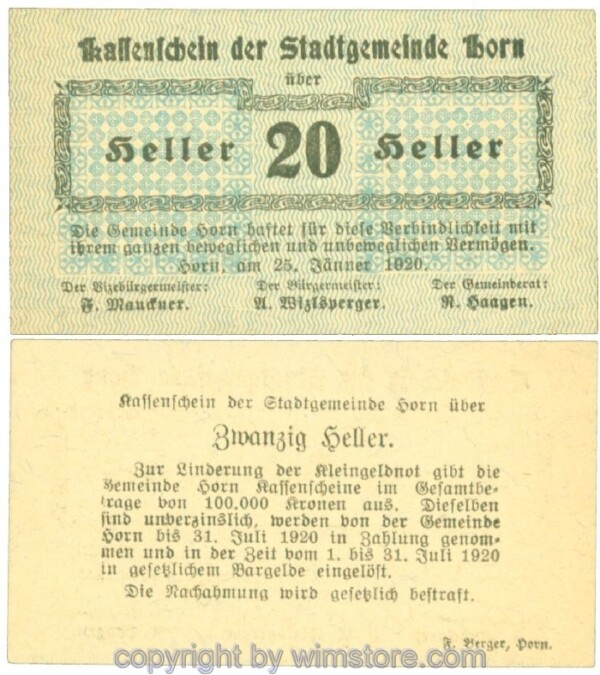 Kassenschein der Stadtgemeinde Horn
über
Heller 20 Heller
Die Gemeinde Horn haftet für diese Verbindlichkeit mit
ihrem ganzen beweglichen und unbeweglichen Vermögen.
Horn, am 25. Jänner 1920.
Der Vizebürgermeister: Der Bürgermeister: Der Gemeinderat:
F. Mauckner. A. Wizlsperger. R. Haagen.
Kassenschein der Stadtgemeinde Horn über
Zwanzig Heller.
Zur Linderung der Kleingeldnot gibt die
Gemeinde Horn Kassenscheine im Gesamtbe-
trage von 100.000 Kronen aus. Dieselben
sind unverzinslich, werden von der Gemeinde
Horn bis 31. Juli 1920 in Zahlung genom-
men und in der Zeit vom 1. bis 31. Juli 1920
in gesetzlichem Bargelde eingelöst.
Die Nachahmung wird gesetzlich bestraft.
F. Berger, Horn.
copyright by wimstore.com